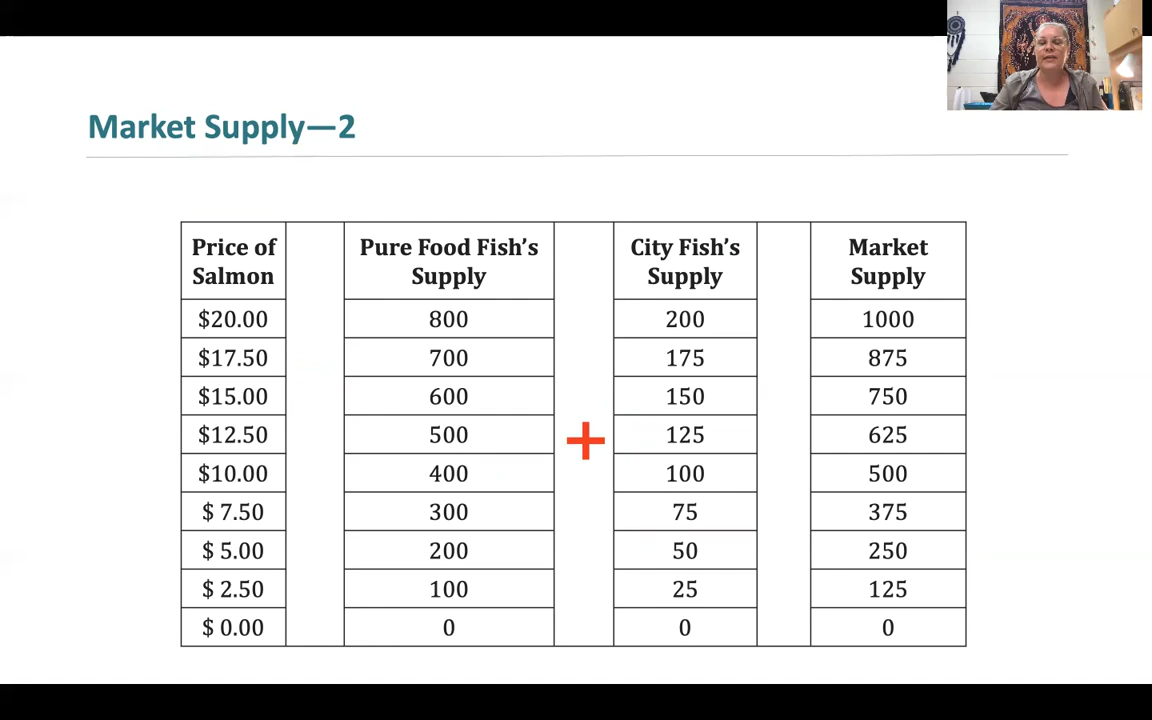 Market Supply—2
Price of Salmon | Pure Food Fish's Supply | City Fish's Supply | Market Supply
$20.00 | 800 | 200 | 1000
$17.50 | 700 | 175 | 875
$15.00 | 600 | 150 | 750
$12.50 | 500 | + | 125 | 625
$10.00 | 400 | 100 | 500
$ 7.50 | 300 | 75 | 375
$ 5.00 | 200 | 50 | 250
$ 2.50 | 100 | 25 | 125
$ 0.00 | 0 | 0 | 0